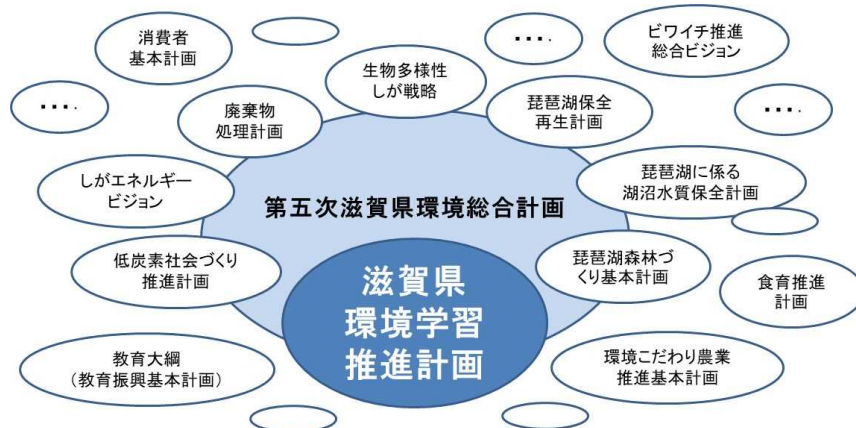 消費者
基本計画
・・・.
ビワイチ推進
総合ビジョン
生物多様性
しが戦略
・・・.
廃棄物
処理計画
琵琶湖保全
再生計画
・・・.
しがエネルギー
ビジョン
第五次滋賀県環境総合計画
琵琶湖に係る
湖沼水質保全計画
低炭素社会づくり
推進計画
滋賀県
環境学習
推進計画
琵琶湖森林づ
くり基本計画
食育推進
計画
教育大綱
(教育振興基本計画)
環境こだわり農業
推進基本計画